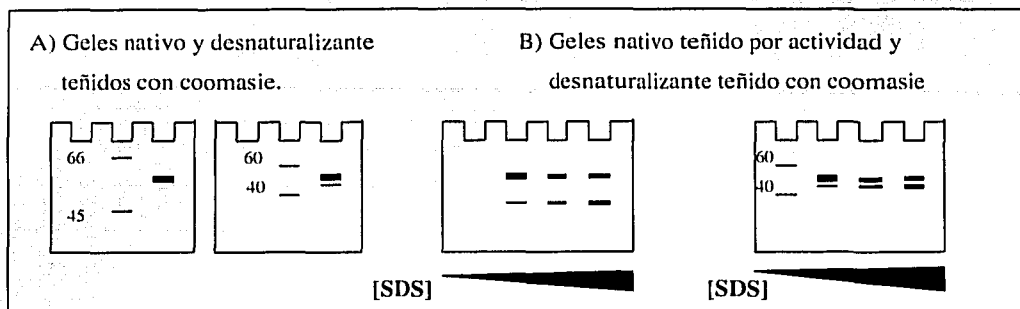 A) Geles nativo y desnaturalizante
teñidos con coomasie.
B) Geles nativo teñido por actividad y
desnaturalizante teñido con coomasie
66
45
60
40
60
40
[SDS]
[SDS]